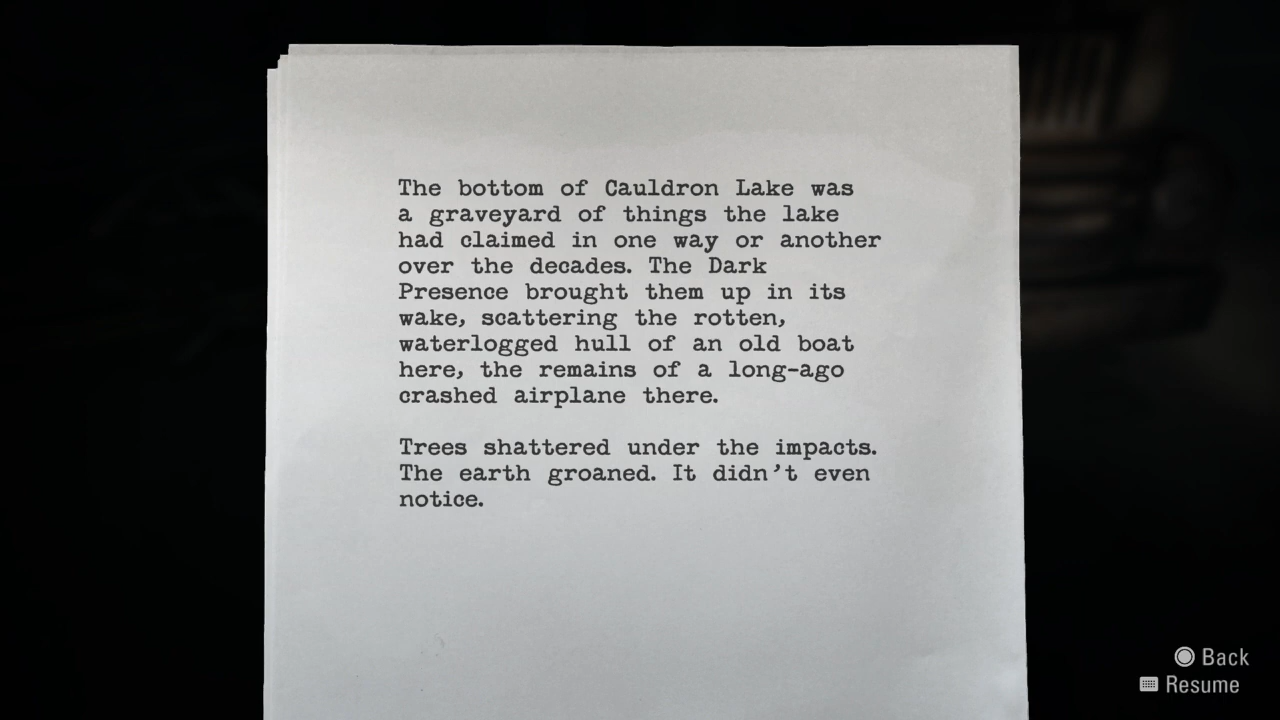 The bottom of Cauldron Lake was
a graveyard of things the lake
had claimed in one way or another
over the decades. The Dark
Presence brought them up in its
wake, scattering the rotten,
waterlogged hull of an old boat
here, the remains of a long-ago
crashed airplane there.
Trees shattered under the impacts.
The earth groaned. It didn't even
notice.
Back
Resume